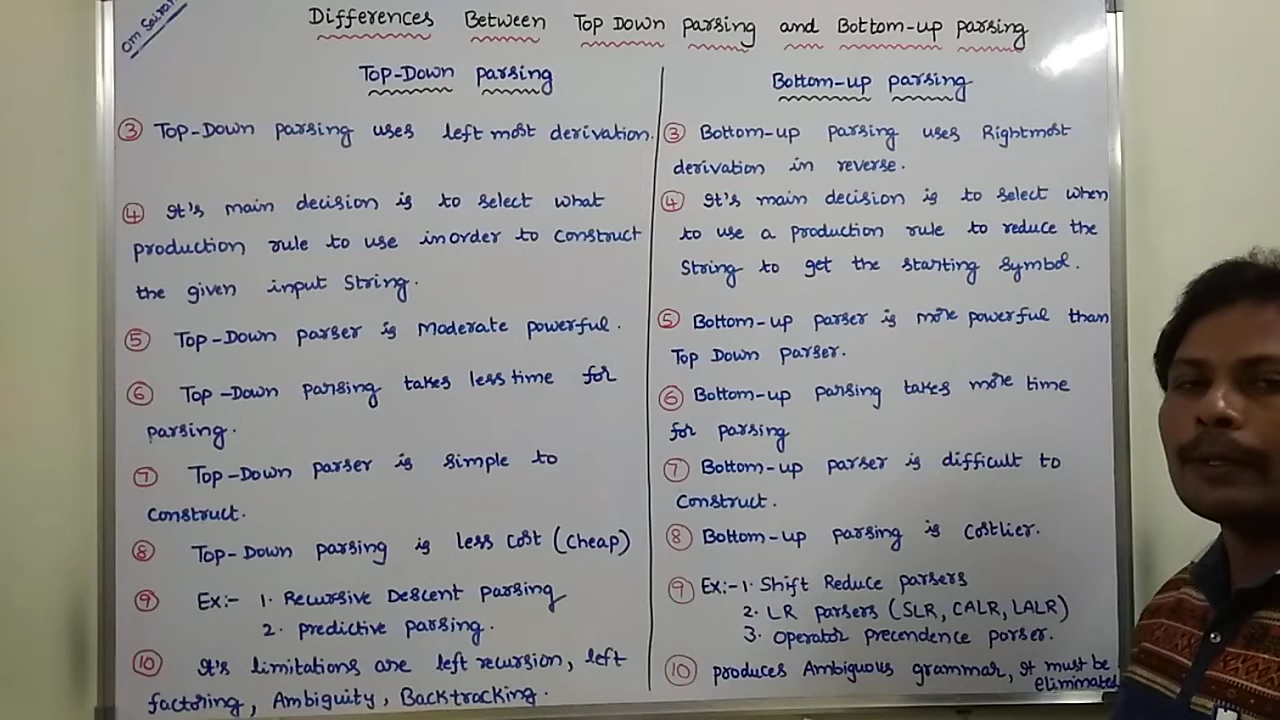 Om Sairam
Differences Between Top Down parsing and Bottom-up parsing
Top-Down parsing
③ Top-Down parsing uses left most derivation.
④ It's main decision is to select what
production rule to use inorder to construct
the given input String.
⑤ Top-Down parser is Moderate powerful.
⑥ Top-Down parsing takes less time for
parsing.
⑦ Top-Down parser is simple to
construct.
⑧ Top-Down parsing is less cost (cheap)
⑨ Ex:- 1. Recursive Descent parsing
2. predictive parsing.
⑩ It's limitations are left recursion, left
factoring, Ambiguity, Backtracking.
Bottom-up parsing
③ Bottom-up parsing uses Rightmost
derivation in reverse.
④ It's main decision is to select when
to use a production rule to reduce the
String to get the starting symbol.
⑤ Bottom-up parser is more powerful than
Top Down parser.
⑥ Bottom-up parsing takes more time
for parsing
⑦ Bottom-up parser is difficult to
construct.
⑧ Bottom-up parsing is costlier.
⑨ Ex:- 1. Shift Reduce parsers
2. LR parsers (SLR, CALR, LALR)
3. Operator precendence parser.
⑩ produces Ambiguous grammar, it must be
eliminated